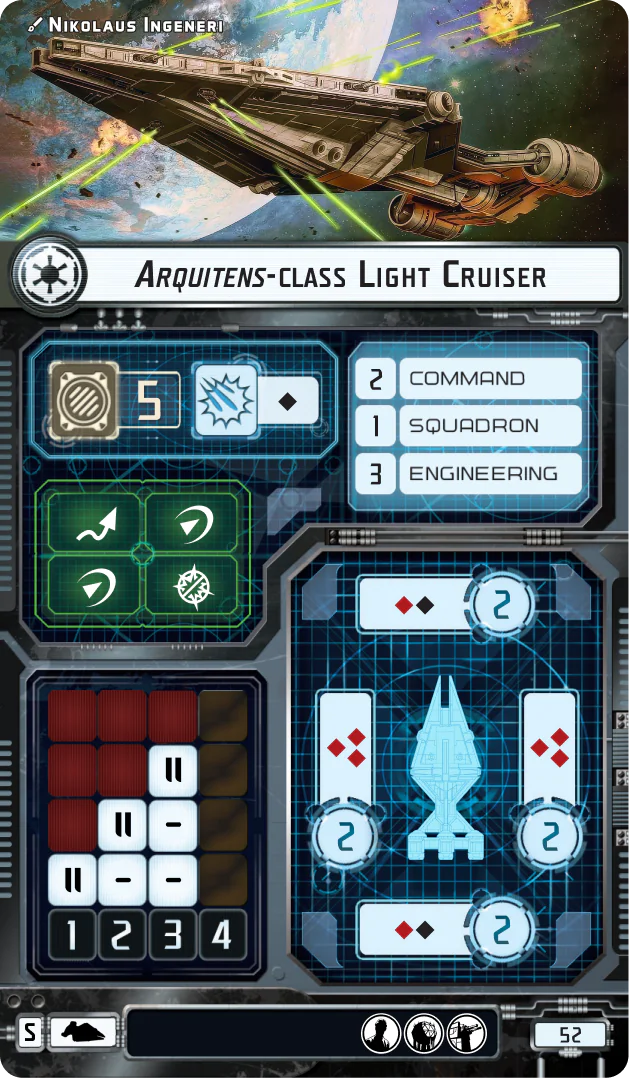 Nikolaus Ingeneri
Arquitens-class Light Cruiser
5
2 COMMAND
1 SQUADRON
3 ENGINEERING
2
2 2
2
II
II -
II - -
1 2 3 4
S 52